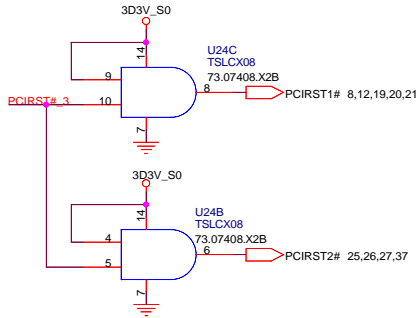 3D3V_S0
U24C
TSLCX08
73.07408.X2B
14
9
PCIRST#_3
10
8
PCIRST1# 8,12,19,20,21
7
3D3V_S0
U24B
TSLCX08
73.07408.X2B
14
4
6
PCIRST2# 25,26,27,37
5
7